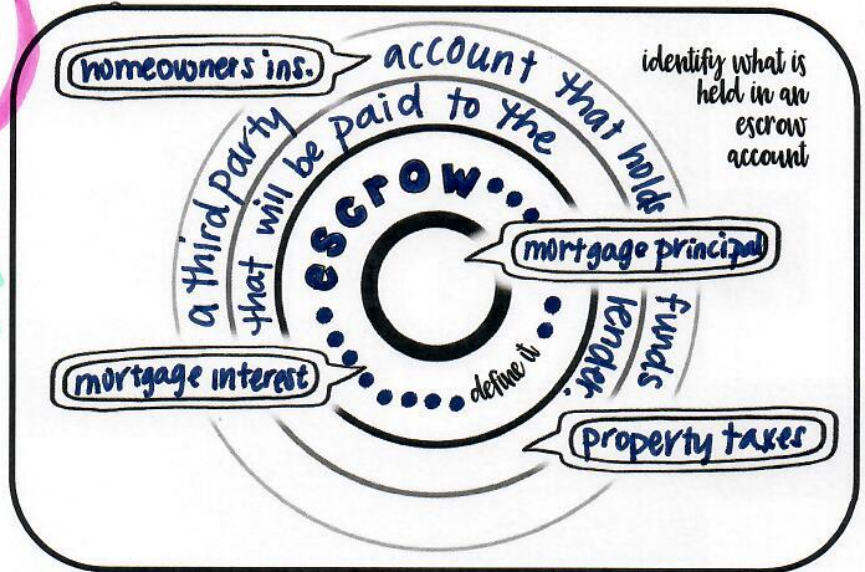 homeowners ins.
identify what is
held in an
escrow
account
a third party account that holds funds
that will be paid to the lender.
escrow
define it
mortgage principal
mortgage interest
property taxes